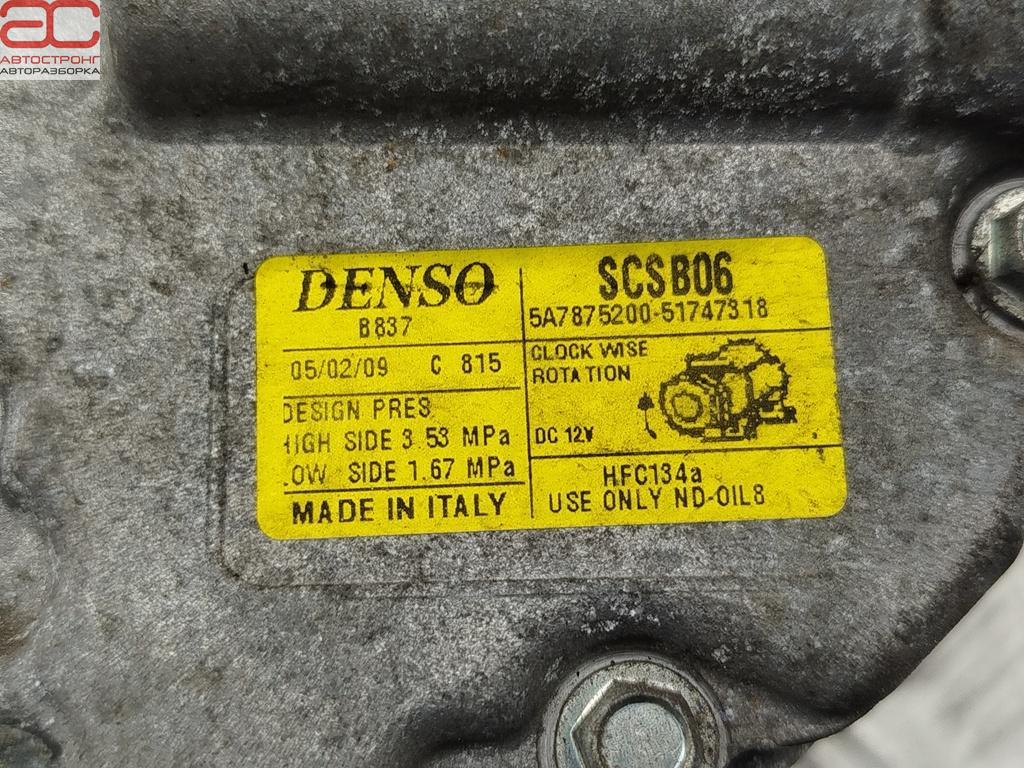 ас
АВТОСТРОНГ
АВТОРАЗБОРКА
DENSO
B837
05/02/09 C 815
DESIGN PRES
HIGH SIDE 3.53 MPa
LOW SIDE 1.67 MPa
MADE IN ITALY
SCSB06
5A7875200-51747318
CLOCK WISE
ROTATION
DC 12V
HFC134a
USE ONLY ND-OIL8